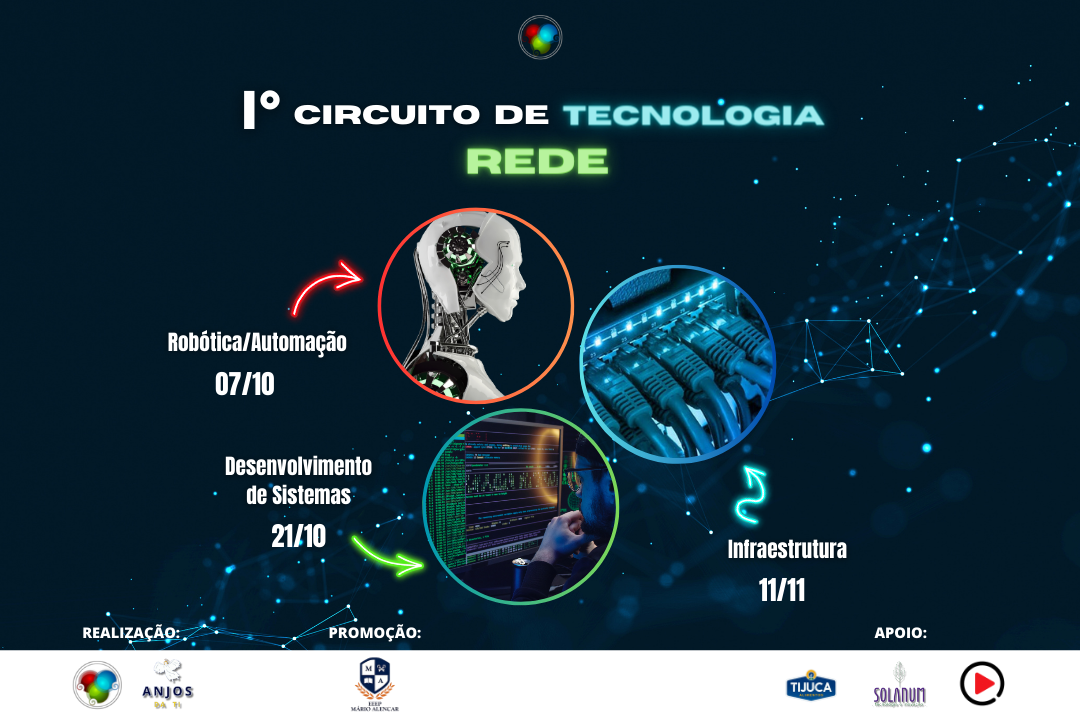 I° CIRCUITO DE TECNOLOGIA
REDE
Robótica/Automação
07/10
Desenvolvimento
de Sistemas
21/10
Infraestrutura
11/11
REALIZAÇÃO:
PROMOÇÃO:
APOIO:
ANJOS
DA TI
M A
EEEP
MÁRIO ALENCAR
TIJUCA
ALIMENTOS
SOLANUM